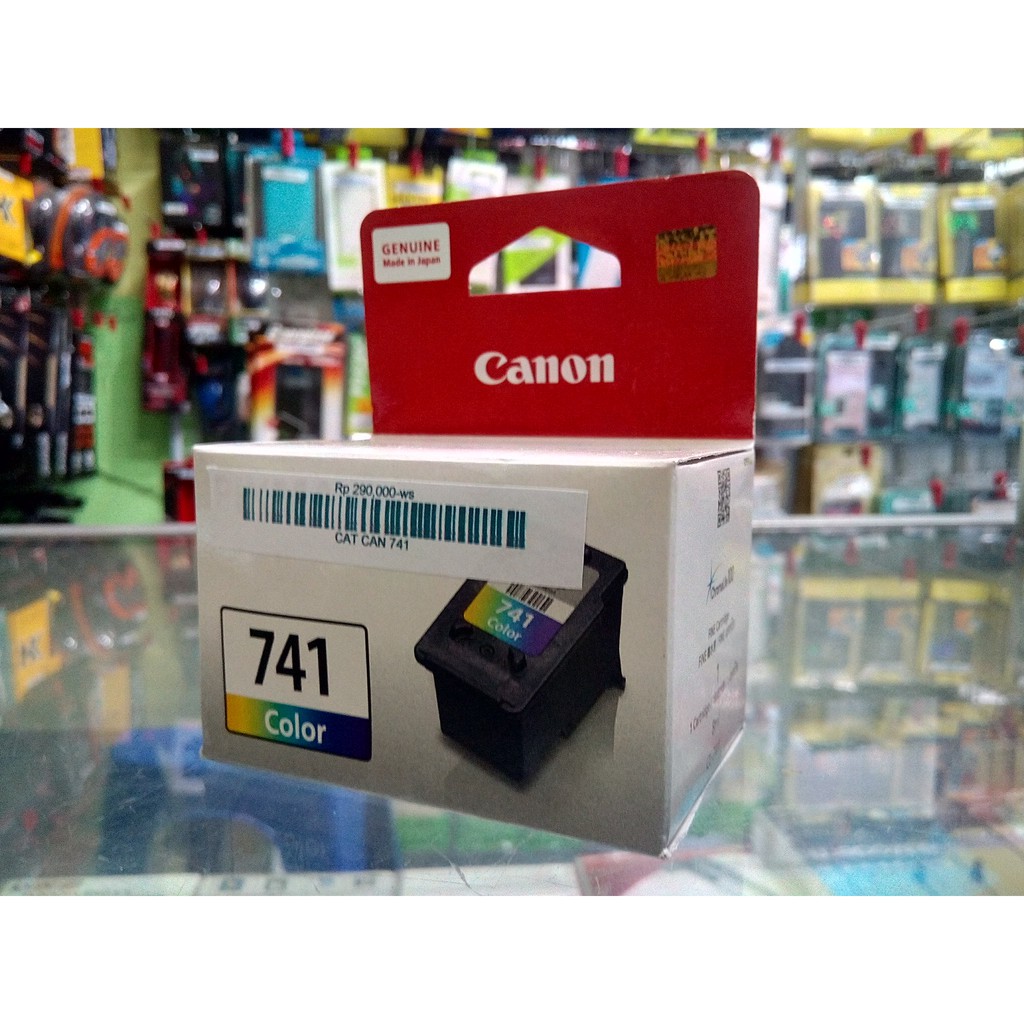 GENUINE
Made in Japan
Canon
Rp 290,000-ws
CAT CAN 741
741
Color
741
Color